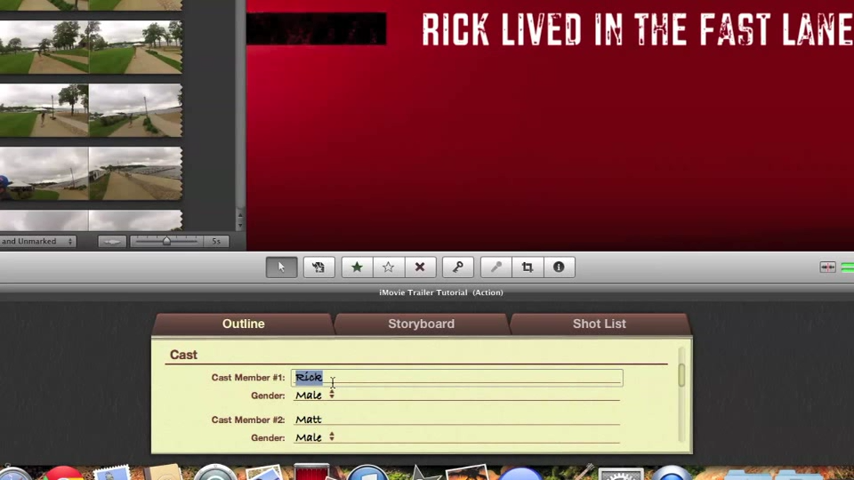 RICK LIVED IN THE FAST LANE
and Unmarked
5s
iMovie Trailer Tutorial (Action)
Outline
Storyboard
Shot List
Cast
Cast Member #1: Rick
Gender: Male
Cast Member #2: Matt
Gender: Male